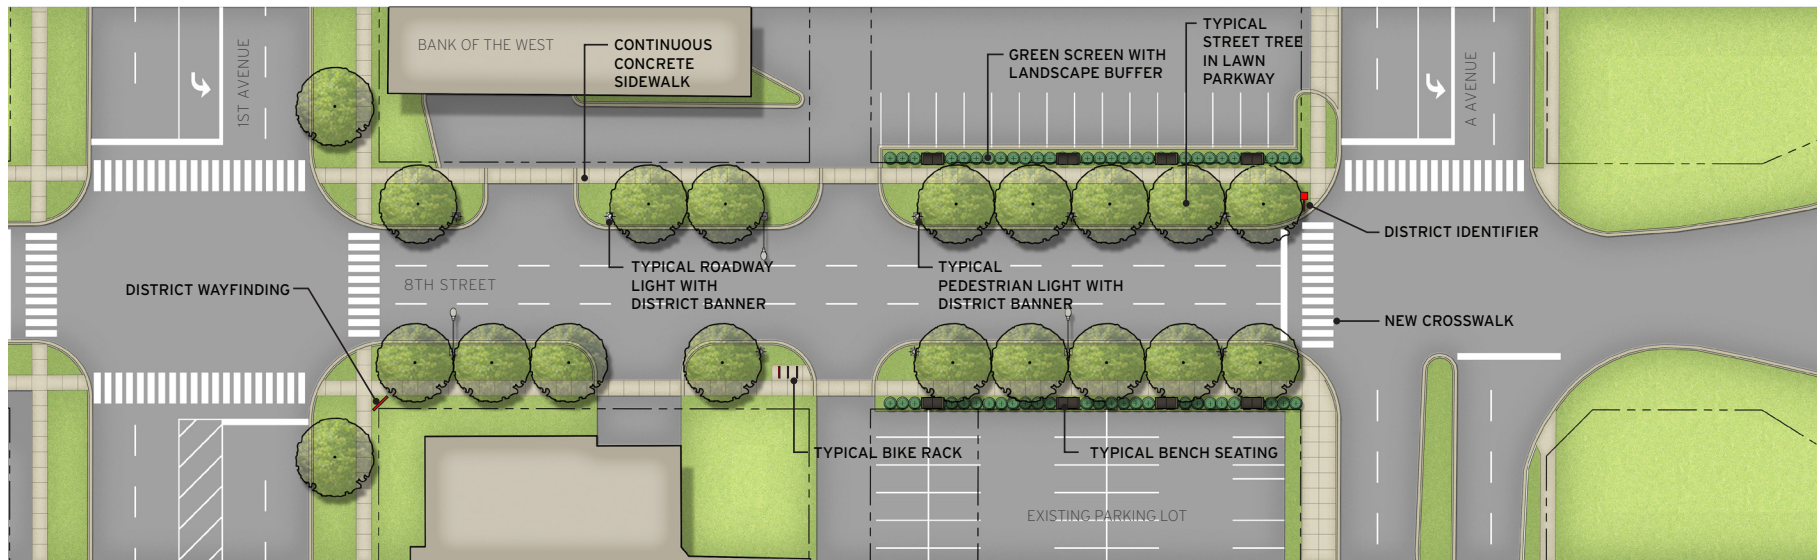 1ST AVENUE
BANK OF THE WEST
CONTINUOUS
CONCRETE
SIDEWALK
GREEN SCREEN WITH
LANDSCAPE BUFFER
TYPICAL
STREET TREE
IN LAWN
PARKWAY
A AVENUE
DISTRICT IDENTIFIER
DISTRICT WAYFINDING
8TH STREET
TYPICAL ROADWAY
LIGHT WITH
DISTRICT BANNER
TYPICAL
PEDESTRIAN LIGHT WITH
DISTRICT BANNER
NEW CROSSWALK
TYPICAL BIKE RACK
TYPICAL BENCH SEATING
EXISTING PARKING LOT